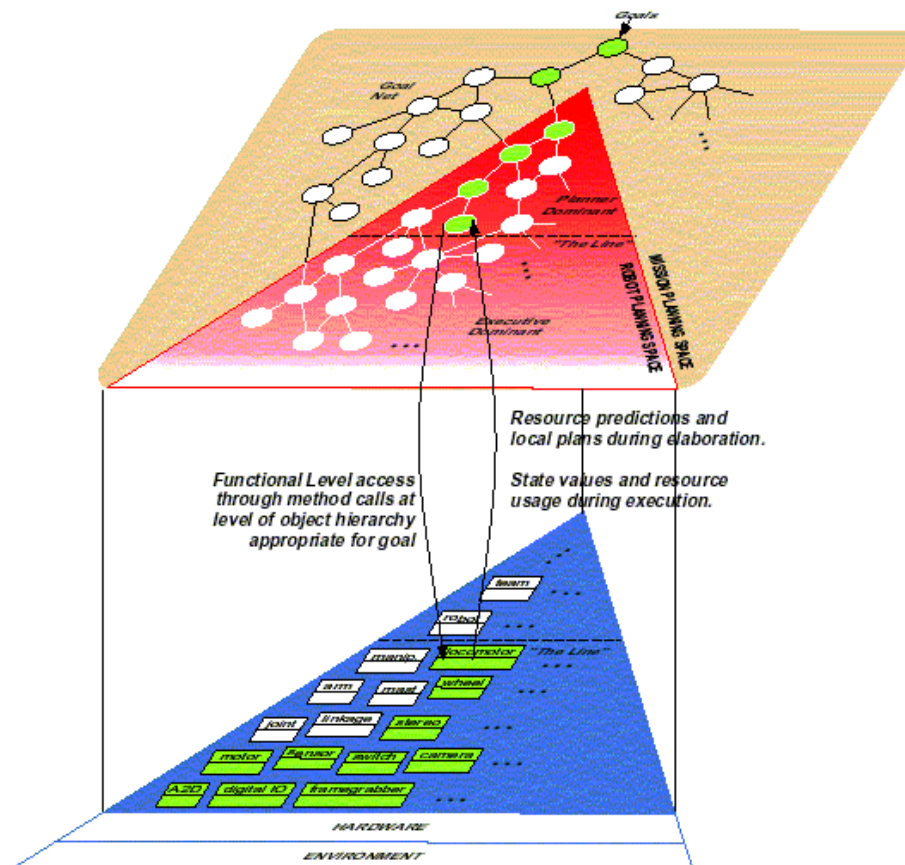 Goals
Goal
Net
Planner
Dominant
"The Line"
MISSION PLANNING SPACE
ROBOT PLANNING SPACE
Executive
Dominant
Resource predictions and
local plans during elaboration.
Functional Level access
through method calls at
level of object hierarchy
appropriate for goal
State values and resource
usage during execution.
team
robot
"The Line"
manip. locomotor
arm mast wheel
joint linkage stereo
motor Sensor switch camera
A2D digital IO framegrabber
HARDWARE
ENVIRONMENT